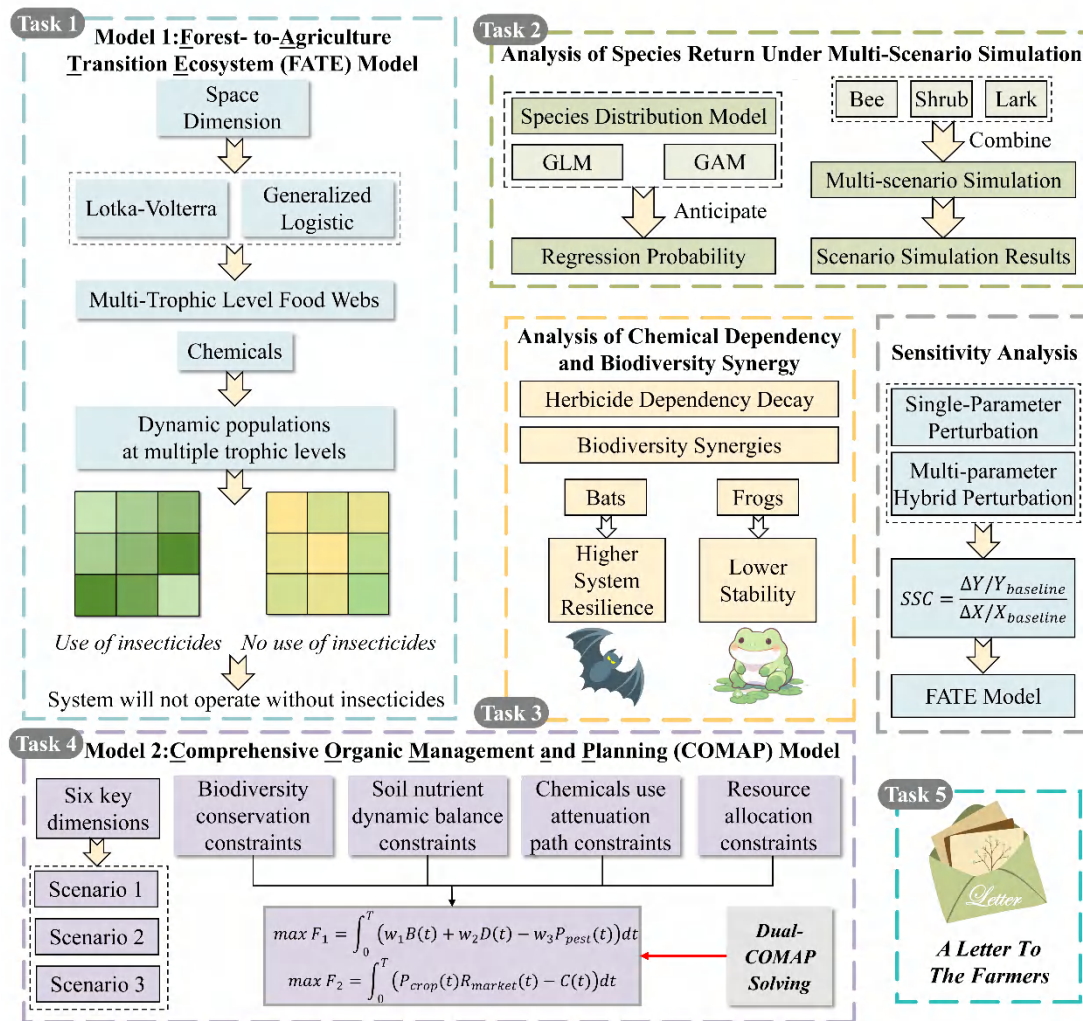 Task 1
Model 1:Forest- to-Agriculture
Transition Ecosystem (FATE) Model
Space
Dimension
Lotka-Volterra
Generalized
Logistic
Multi-Trophic Level Food Webs
Chemicals
Dynamic populations
at multiple trophic levels
Use of insecticides
No use of insecticides
System will not operate without insecticides
Task 2
Analysis of Species Return Under Multi-Scenario Simulation
Species Distribution Model
GLM
GAM
Anticipate
Regression Probability
Bee
Shrub
Lark
Combine
Multi-scenario Simulation
Scenario Simulation Results
Analysis of Chemical Dependency
and Biodiversity Synergy
Herbicide Dependency Decay
Biodiversity Synergies
Bats
Frogs
Higher
System
Resilience
Lower
Stability
Task 3
Sensitivity Analysis
Single-Parameter
Perturbation
Multi-parameter
Hybrid Perturbation
SSC = ΔY/Y_baseline / ΔX/X_baseline
FATE Model
Task 4
Model 2:Comprehensive Organic Management and Planning (COMAP) Model
Six key
dimensions
Scenario 1
Scenario 2
Scenario 3
Biodiversity
conservation
constraints
Soil nutrient
dynamic balance
constraints
Chemicals use
attenuation
path constraints
Resource
allocation
constraints
max F₁ = ∫₀ᵀ (w₁B(t) + w₂D(t) − w₃P_pest(t))dt
max F₂ = ∫₀ᵀ (P_crop(t)R_market(t) − C(t))dt
Dual-
COMAP
Solving
Task 5
Letter
A Letter To
The Farmers